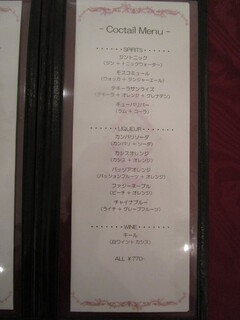 - Coctail Menu -
・・・・・・・SPIRITS・・・・・・・
ジントニック
(ジン + トニックウォーター)
モスコミュール
(ウォッカ + ジンジャーエール)
テキーラサンライズ
(テキーラ + オレンジ + グレナデン)
キューバリバー
(ラム + コーラ)
・・・・・・・LIQUEUR・・・・・・・
カンパリソーダ
(カンパリ + ソーダ)
カシスオレンジ
(カシス + オレンジ)
パッソアオレンジ
(パッションフルーツ + オレンジ)
ファジーネーブル
(ピーチ + オレンジ)
チャイナブルー
(ライチ + グレープフルーツ)
・・・・・・・WINE・・・・・・・
キール
(白ワイン + カシス)
ALL ¥770-